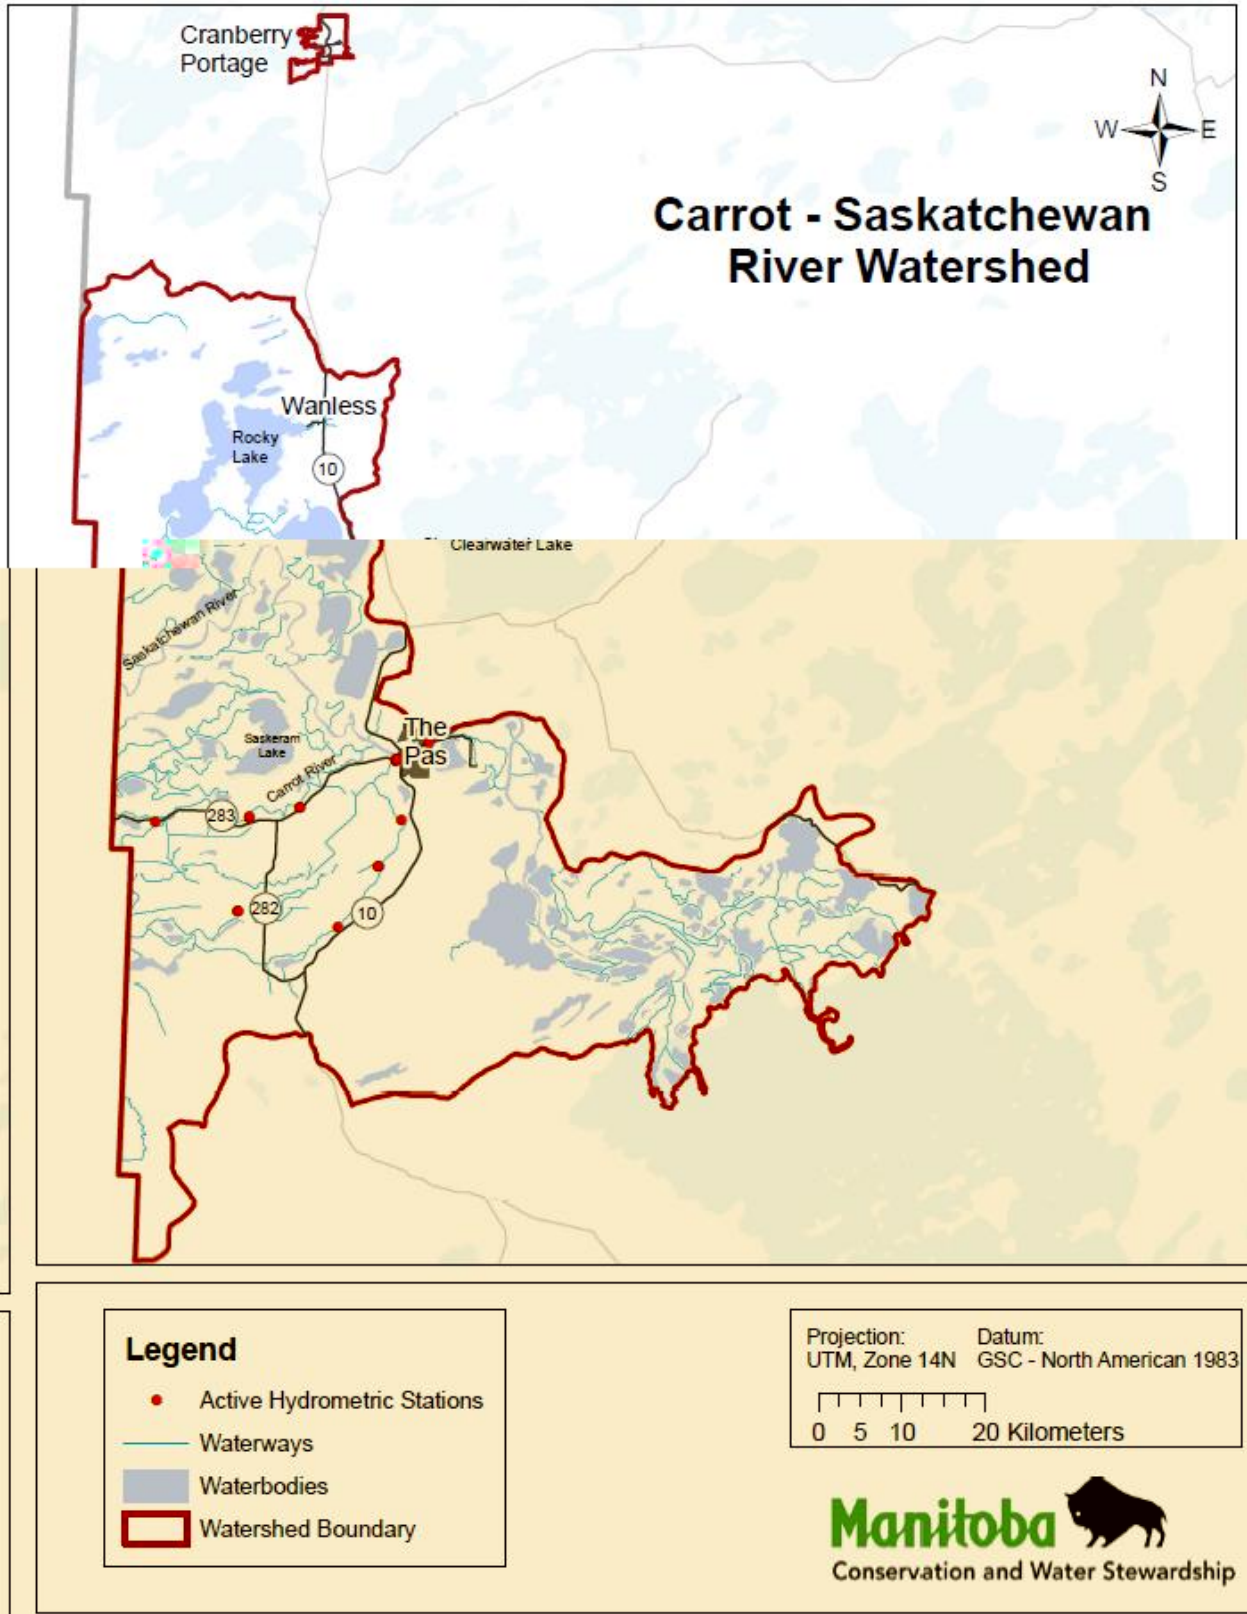 Cranberry
Portage
N
W
E
S
Carrot - Saskatchewan
River Watershed
Wanless
Rocky
Lake
10
Clearwater Lake
Saskatchewan River
The
Pas
Saskeram
Lake
Carrot River
283
282
10
Legend
Active Hydrometric Stations
Waterways
Waterbodies
Watershed Boundary
Projection:
UTM, Zone 14N
Datum:
GSC - North American 1983
0 5 10 20 Kilometers
Manitoba
Conservation and Water Stewardship